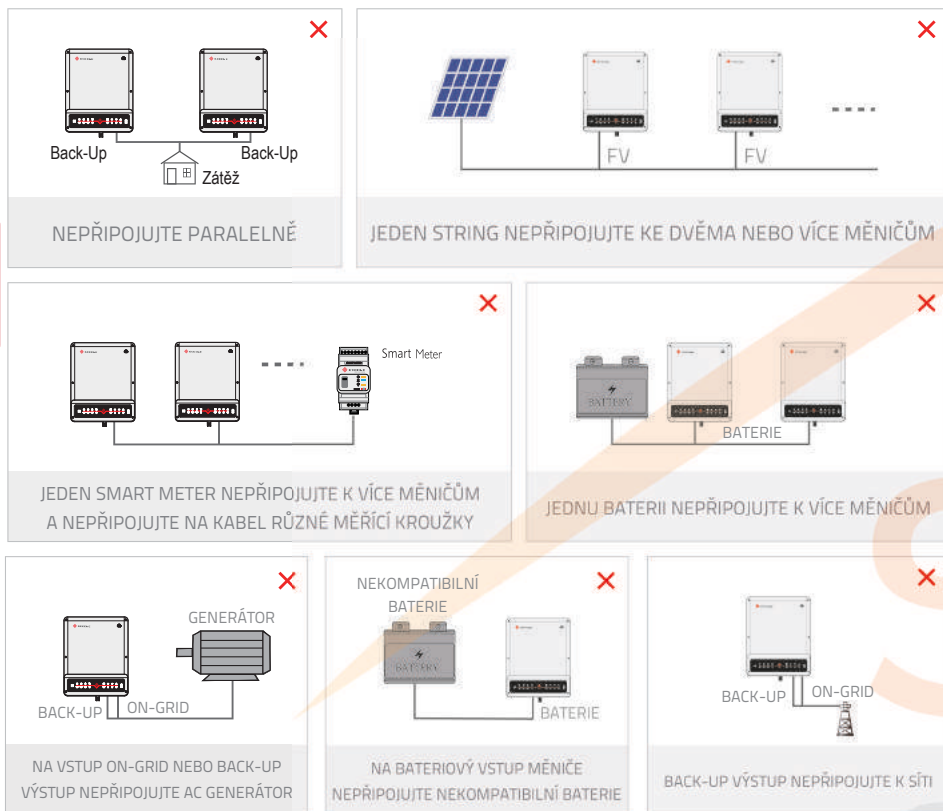 Back-Up
Back-Up
Zátěž
NEPŘIPOJUJTE PARALELNĚ
FV
FV
JEDEN STRING NEPŘIPOJUJTE KE DVĚMA NEBO VÍCE MĚNIČŮM
Smart Meter
JEDEN SMART METER NEPŘIPOJUJTE K VÍCE MĚNIČŮM
A NEPŘIPOJUJTE NA KABEL RŮZNÉ MĚŘÍCÍ KROUŽKY
BATTERY
BATERIE
JEDNU BATERII NEPŘIPOJUJTE K VÍCE MĚNIČŮM
GENERÁTOR
BACK-UP
ON-GRID
NA VSTUP ON-GRID NEBO BACK-UP
VÝSTUP NEPŘIPOJUJTE AC GENERÁTOR
NEKOMPATIBILNÍ
BATERIE
BATTERY
BATERIE
NA BATERIOVÝ VSTUP MĚNIČE
NEPŘIPOJUJTE NEKOMPATIBILNÍ BATERIE
BACK-UP
ON-GRID
BACK-UP VÝSTUP NEPŘIPOJUJTE K SÍTI
S